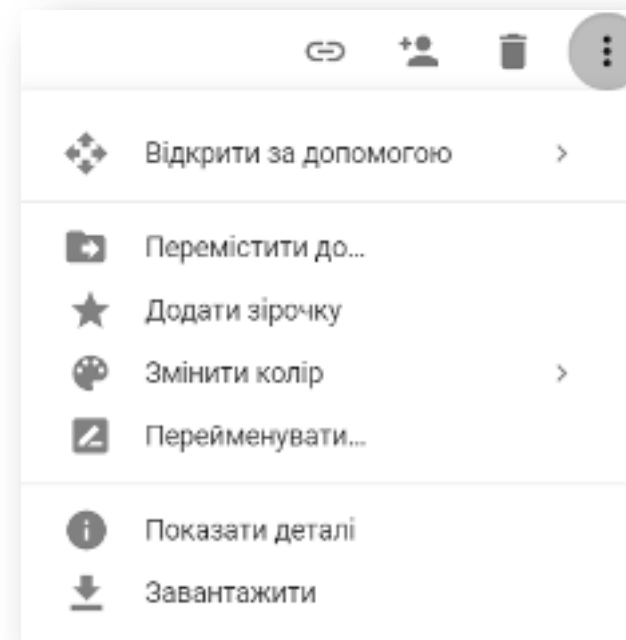 Відкрити за допомогою
Перемістити до...
Додати зірочку
Змінити колір
Перейменувати...
Показати деталі
Завантажити